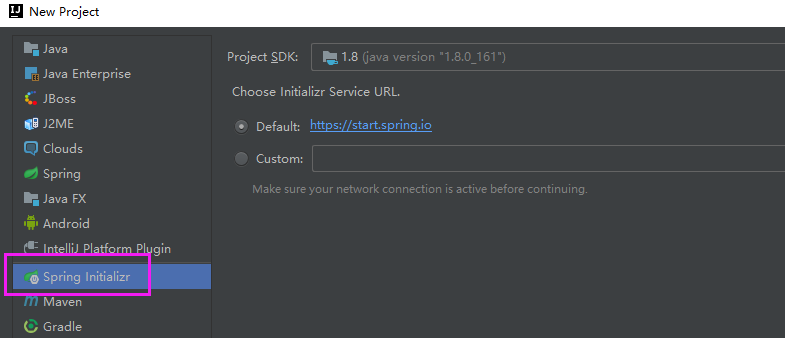 IJ New Project
Java
Java Enterprise
JBoss
J2ME
Clouds
Spring
Java FX
Android
IntelliJ Platform Plugin
Spring Initializr
Maven
Gradle
Project SDK: 1.8 (java version "1.8.0_161")
Choose Initializr Service URL.
Default: https://start.spring.io
Custom:
Make sure your network connection is active before continuing.